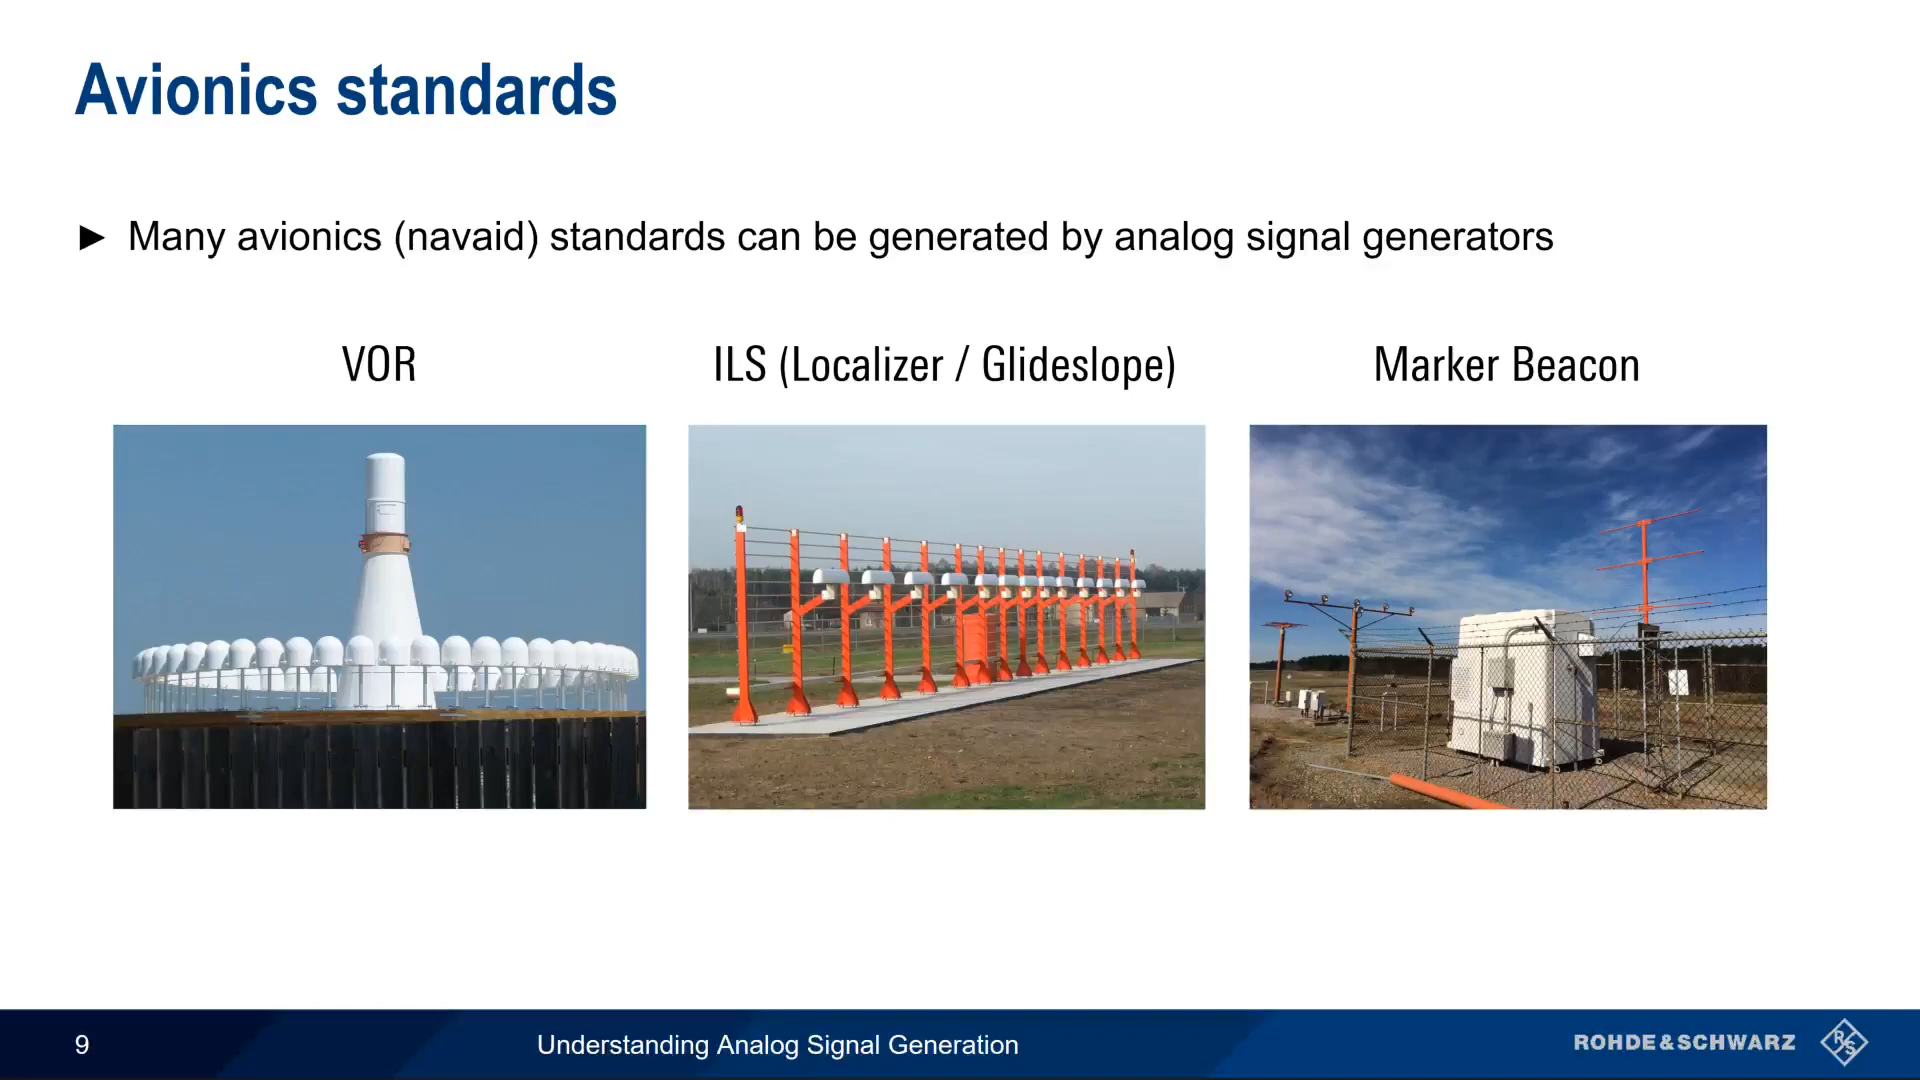 Avionics standards
► Many avionics (navaid) standards can be generated by analog signal generators
VOR
ILS (Localizer / Glideslope)
Marker Beacon
9
Understanding Analog Signal Generation
ROHDE&SCHWARZ
R&S